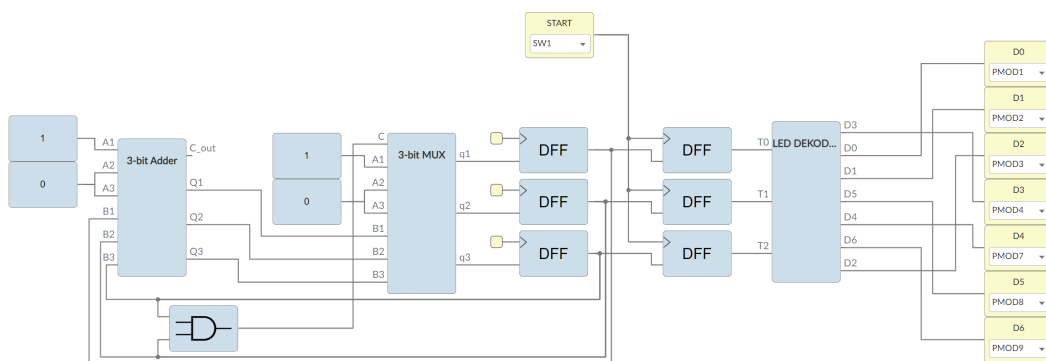 START
SW1
D0
PMOD1
D1
PMOD2
D2
PMOD3
D3
PMOD4
D4
PMOD7
D5
PMOD8
D6
PMOD9
1
0
A1
A2
A3
B1
B2
B3
3-bit Adder
C_out
Q1
Q2
Q3
1
0
C
A1
A2
A3
B1
B2
B3
3-bit MUX
q1
q2
q3
DFF
DFF
DFF
DFF
DFF
DFF
T0
T1
T2
LED DEKOD...
D3
D0
D1
D5
D4
D6
D2